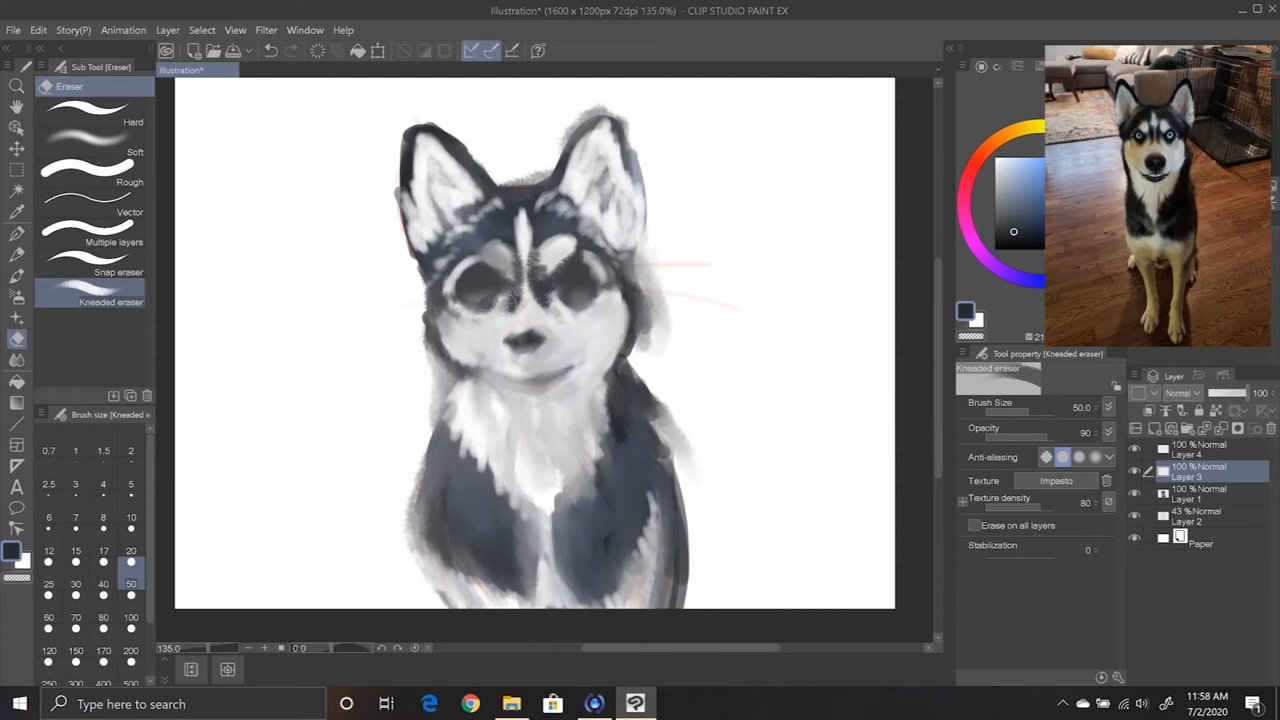 Illustration* (1600 x 1200px 72dpi 135.0%) - CLIP STUDIO PAINT EX
File Edit Story(P) Animation Layer Select View Filter Window Help
Sub Tool [Eraser]
Illustration*
Eraser
Hard
Soft
Rough
Vector
Multiple layers
Snap eraser
Kneaded eraser
Brush size [Kneaded e
0.7 1 1.5 2
2.5 3 4 5
6 7 8 10
12 15 17 20
25 30 40 50
60 70 80 100
120 150 170 200
250 300 400 500
135.0
0.0
21
Tool property [Kneaded eraser]
Kneaded eraser
Brush Size 50.0
Opacity 90
Anti-aliasing
Texture Impasto
Texture density 80
Erase on all layers
Stabilization 0
Layer
Normal 100
100 %Normal
Layer 4
100 %Normal
Layer 3
100 %Normal
Layer 1
43 %Normal
Layer 2
Paper
Type here to search
11:58 AM
7/2/2020
1